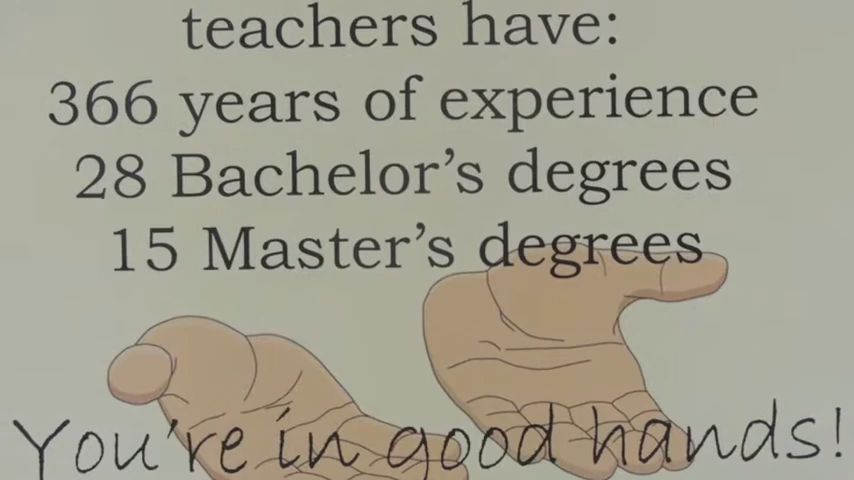 teachers have:
366 years of experience
28 Bachelor's degrees
15 Master's degrees
You're in good hands!